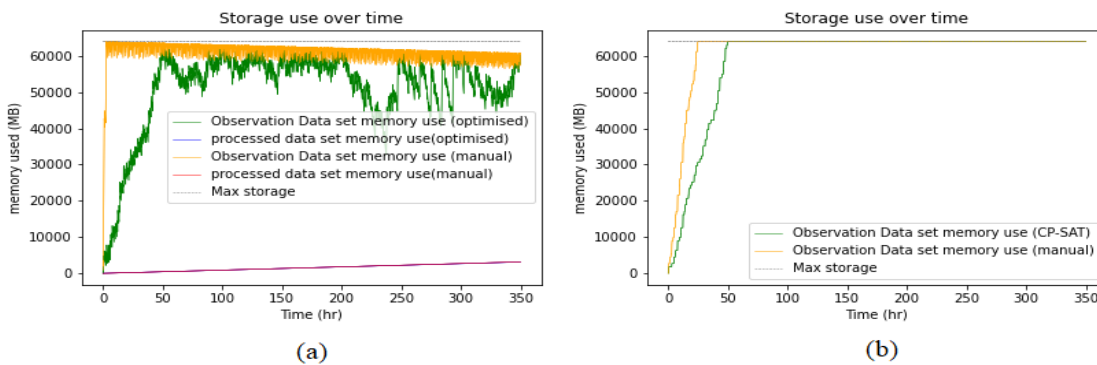 Storage use over time
60000
50000
40000
30000
20000
10000
0
memory used (MB)
Observation Data set memory use (optimised)
processed data set memory use(optimised)
Observation Data set memory use (manual)
processed data set memory use(manual)
Max storage
0 50 100 150 200 250 300 350
Time (hr)
(a)
Storage use over time
60000
50000
40000
30000
20000
10000
0
memory used (MB)
Observation Data set memory use (CP-SAT)
Observation Data set memory use (manual)
Max storage
0 50 100 150 200 250 300 350
Time (hr)
(b)